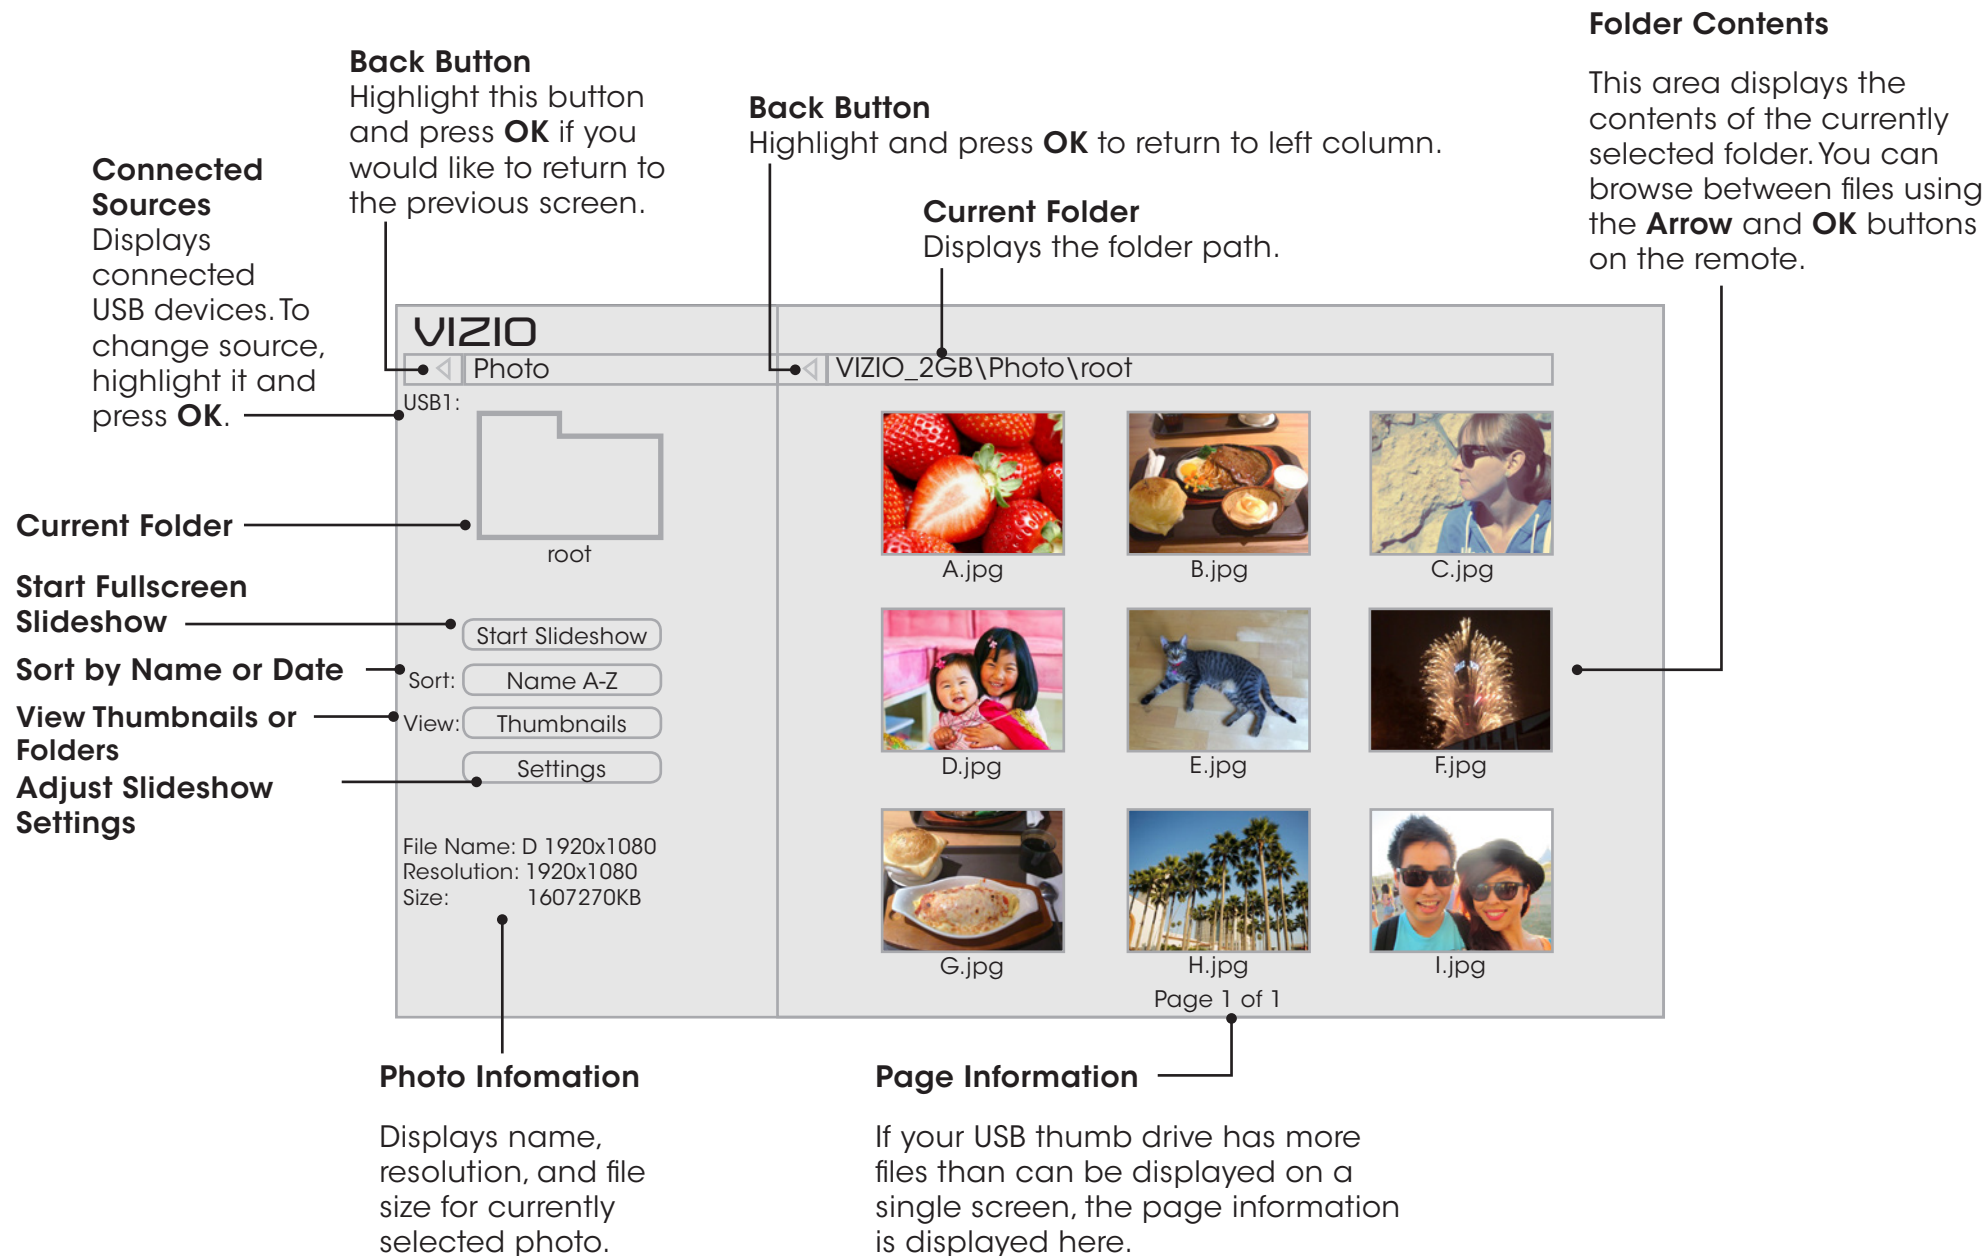 Folder Contents
This area displays the
contents of the currently
selected folder. You can
browse between files using
the Arrow and OK buttons
on the remote.
Back Button
Highlight this button
and press OK if you
would like to return to
the previous screen.
Back Button
Highlight and press OK to return to left column.
Connected
Sources
Displays
connected
USB devices. To
change source,
highlight it and
press OK.
Current Folder
Displays the folder path.
VIZIO
Photo
VIZIO_2GB\Photo\root
USB1:
root
Current Folder
Start Fullscreen
Slideshow
Start Slideshow
Sort by Name or Date
Sort: Name A-Z
View Thumbnails or
Folders
View: Thumbnails
Adjust Slideshow
Settings
Settings
File Name: D 1920x1080
Resolution: 1920x1080
Size: 1607270KB
A.jpg
B.jpg
C.jpg
D.jpg
E.jpg
F.jpg
G.jpg
H.jpg
I.jpg
Page 1 of 1
Photo Infomation
Displays name,
resolution, and file
size for currently
selected photo.
Page Information
If your USB thumb drive has more
files than can be displayed on a
single screen, the page information
is displayed here.